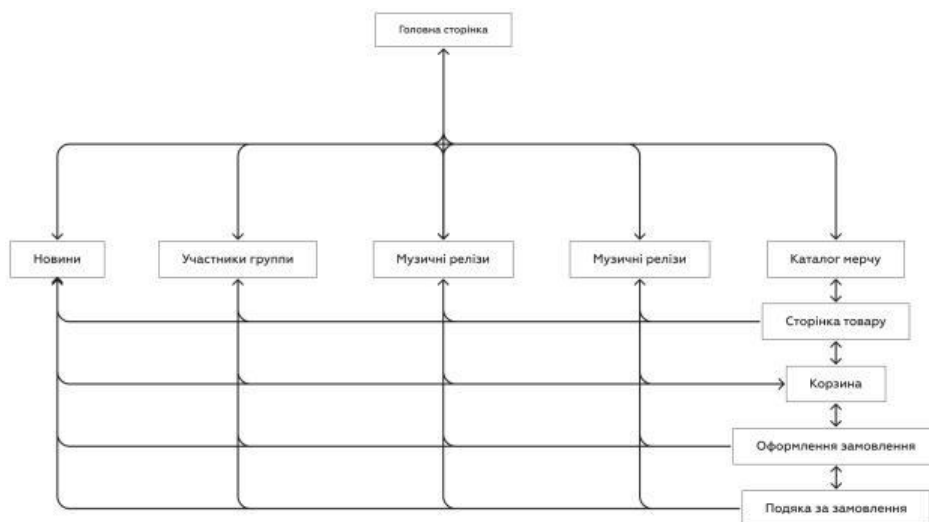 Головна сторінка
Новини
Участники группи
Музичні релізи
Музичні релізи
Каталог мерчу
Сторінка товару
Корзина
Оформлення замовлення
Подяка за замовлення